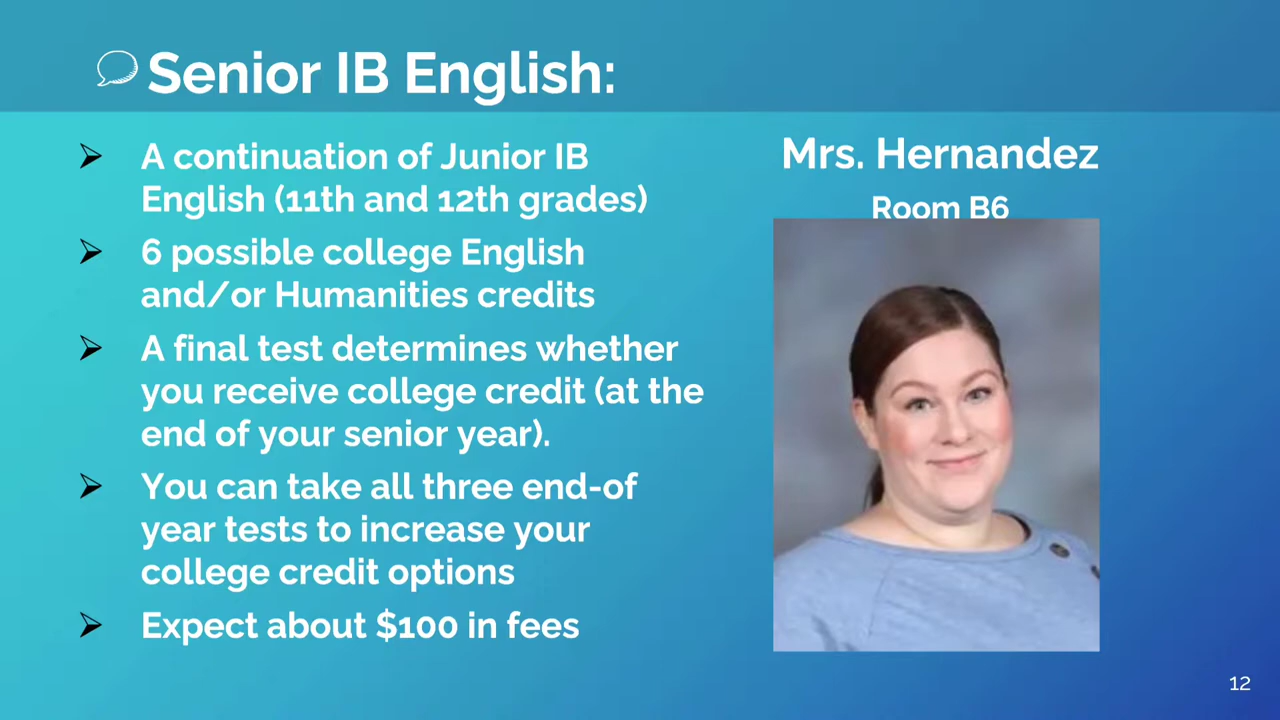 Senior IB English:
A continuation of Junior IB
English (11th and 12th grades)
6 possible college English
and/or Humanities credits
A final test determines whether
you receive college credit (at the
end of your senior year).
You can take all three end-of
year tests to increase your
college credit options
Expect about $100 in fees
Mrs. Hernandez
Room B6
12